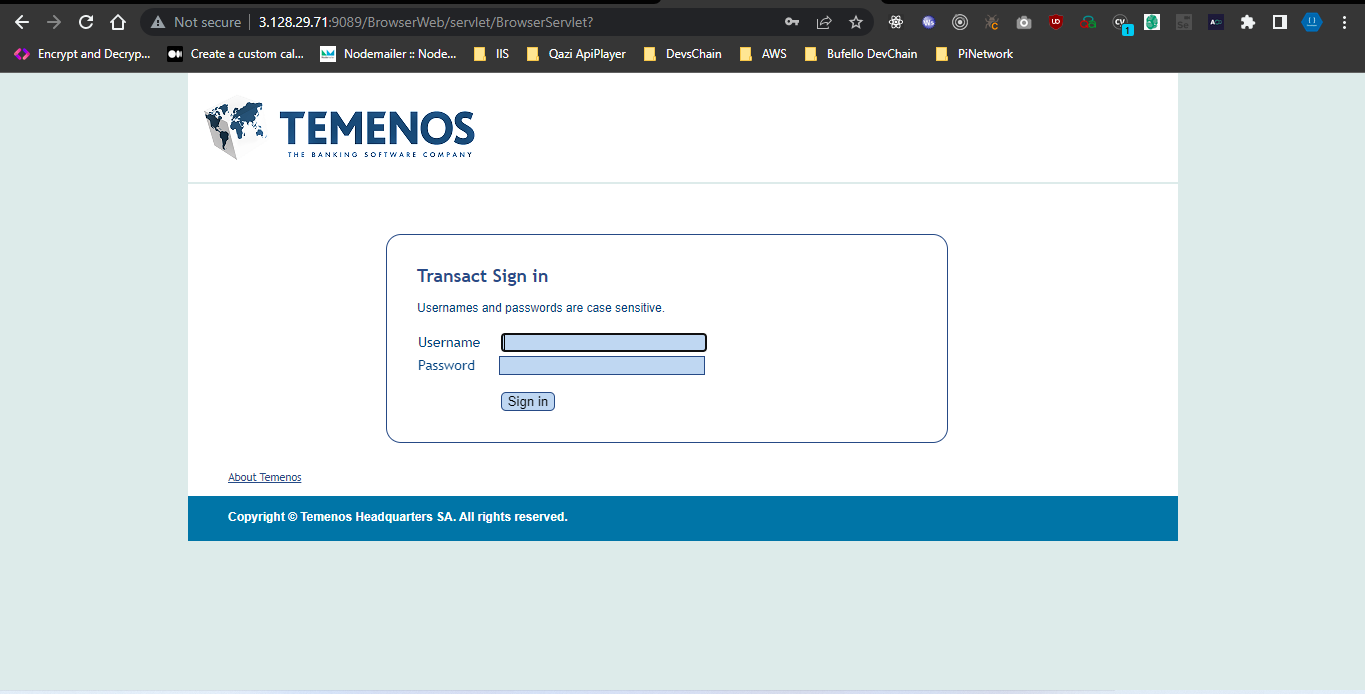 Not secure | 3.128.29.71:9089/BrowserWeb/servlet/BrowserServlet?
Encrypt and Decryp... Create a custom cal... Nodemailer :: Node... IIS Qazi ApiPlayer DevsChain AWS Bufello DevChain PiNetwork
TEMENOS
THE BANKING SOFTWARE COMPANY
Transact Sign in
Usernames and passwords are case sensitive.
Username
Password
Sign in
About Temenos
Copyright © Temenos Headquarters SA. All rights reserved.